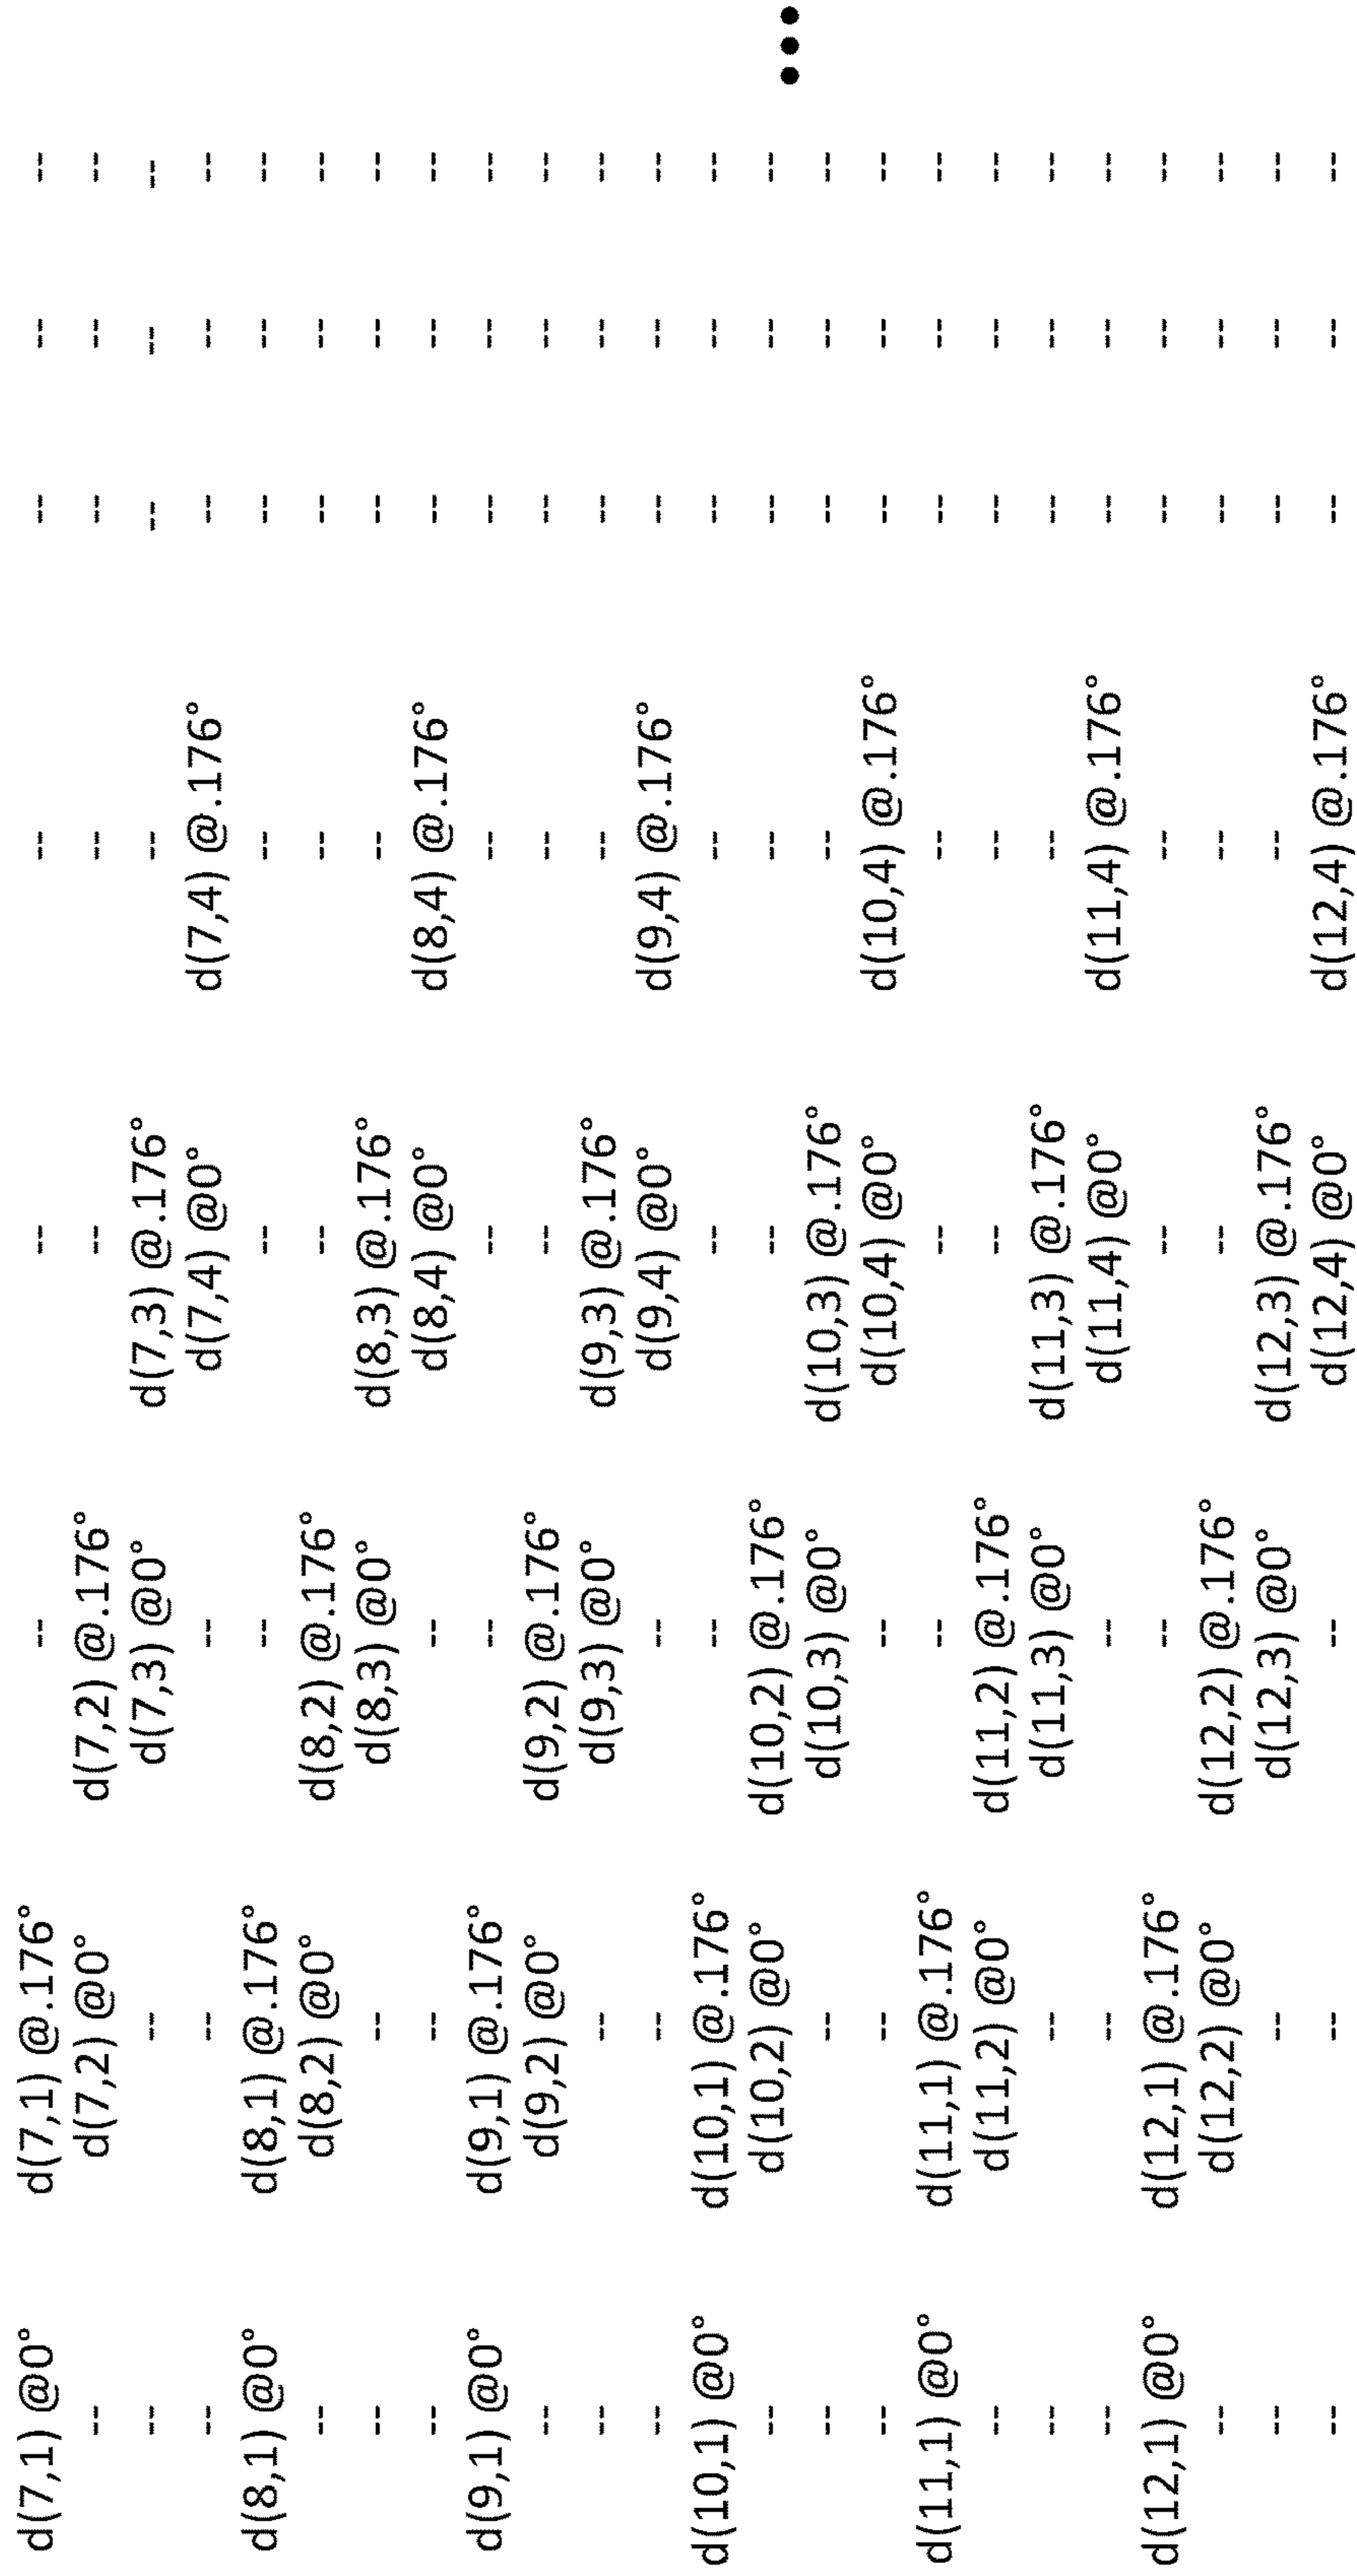 d(7,1) @0° d(7,1) @.176° -- -- -- -- -- --
-- d(7,2) @0° d(7,2) @.176° -- -- -- -- --
-- -- d(7,3) @0° d(7,3) @.176° -- -- -- --
-- -- -- d(7,4) @0° d(7,4) @.176° -- -- --
d(8,1) @0° d(8,1) @.176° -- -- -- -- -- --
-- d(8,2) @0° d(8,2) @.176° -- -- -- -- --
-- -- d(8,3) @0° d(8,3) @.176° -- -- -- --
-- -- -- d(8,4) @0° d(8,4) @.176° -- -- --
d(9,1) @0° d(9,1) @.176° -- -- -- -- -- --
-- d(9,2) @0° d(9,2) @.176° -- -- -- -- --
-- -- d(9,3) @0° d(9,3) @.176° -- -- -- --
-- -- -- d(9,4) @0° d(9,4) @.176° -- -- --
d(10,1) @0° d(10,1) @.176° -- -- -- -- -- --
-- d(10,2) @0° d(10,2) @.176° -- -- -- -- -- •••
-- -- d(10,3) @0° d(10,3) @.176° -- -- -- --
-- -- -- d(10,4) @0° d(10,4) @.176° -- -- --
d(11,1) @0° d(11,1) @.176° -- -- -- -- -- --
-- d(11,2) @0° d(11,2) @.176° -- -- -- -- --
-- -- d(11,3) @0° d(11,3) @.176° -- -- -- --
-- -- -- d(11,4) @0° d(11,4) @.176° -- -- --
d(12,1) @0° d(12,1) @.176° -- -- -- -- -- --
-- d(12,2) @0° d(12,2) @.176° -- -- -- -- --
-- -- d(12,3) @0° d(12,3) @.176° -- -- -- --
-- -- -- d(12,4) @0° d(12,4) @.176° -- -- --